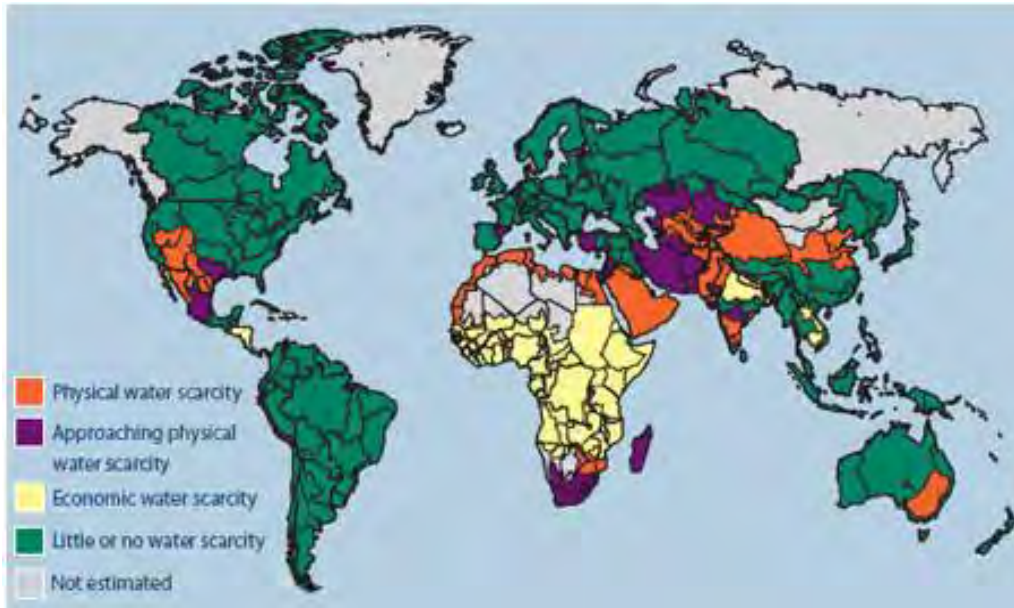 Physical water scarcity
Approaching physical
water scarcity
Economic water scarcity
Little or no water scarcity
Not estimated